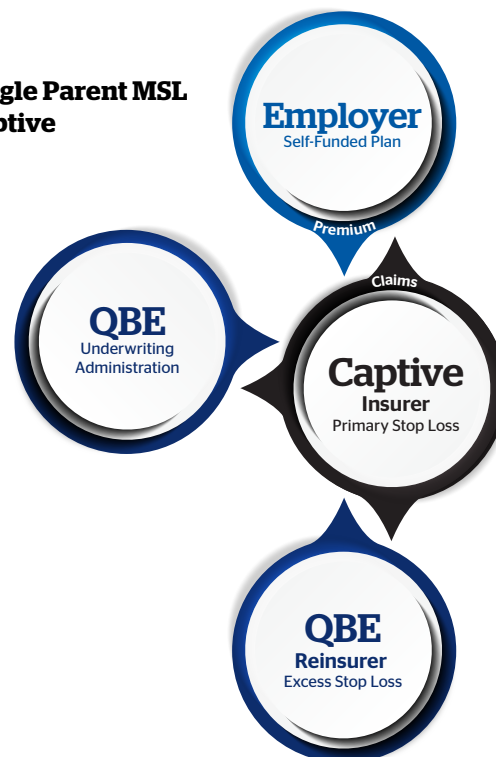 gle Parent MSL
ptive
Employer
Self-Funded Plan
Premium
Claims
QBE
Underwriting
Administration
Captive
Insurer
Primary Stop Loss
QBE
Reinsurer
Excess Stop Loss